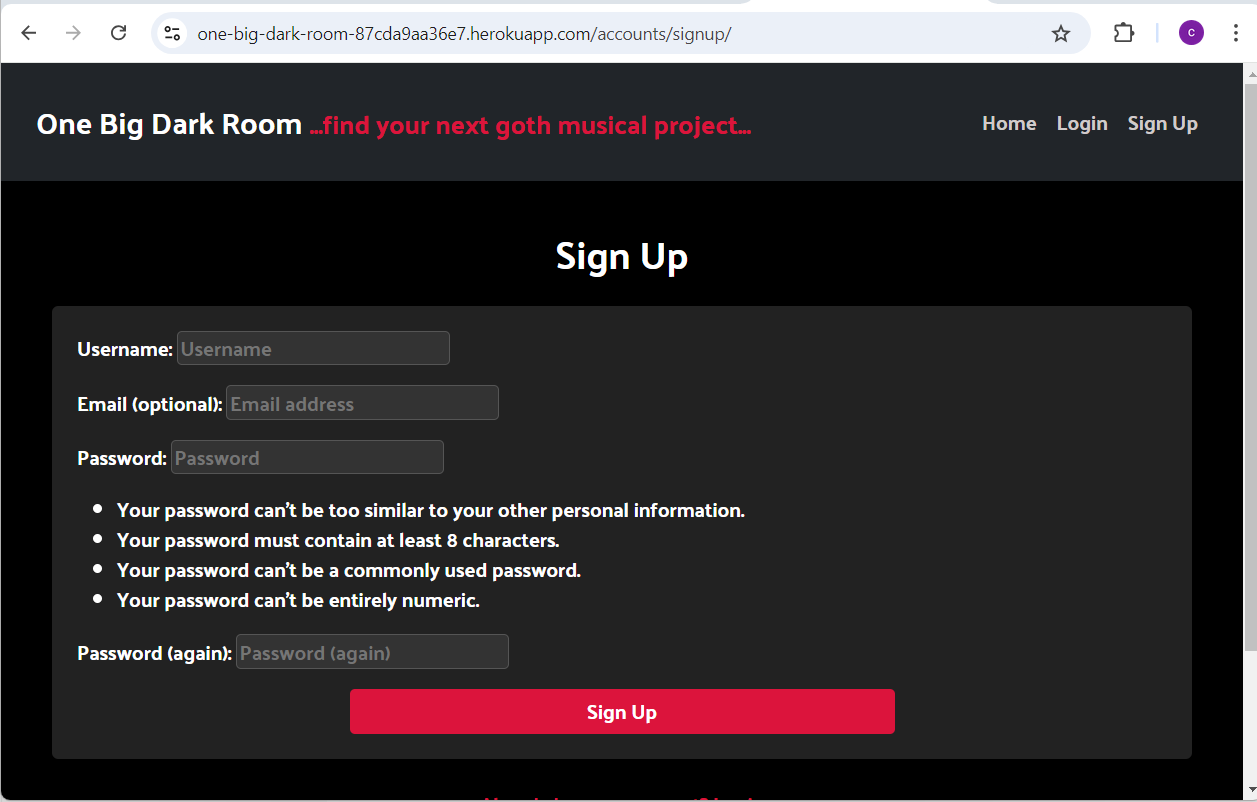 one-big-dark-room-87cda9aa36e7.herokuapp.com/accounts/signup/
C
One Big Dark Room ...find your next goth musical project...
Home Login Sign Up
Sign Up
Username: Username
Email (optional): Email address
Password: Password
• Your password can't be too similar to your other personal information.
• Your password must contain at least 8 characters.
• Your password can't be a commonly used password.
• Your password can't be entirely numeric.
Password (again): Password (again)
Sign Up